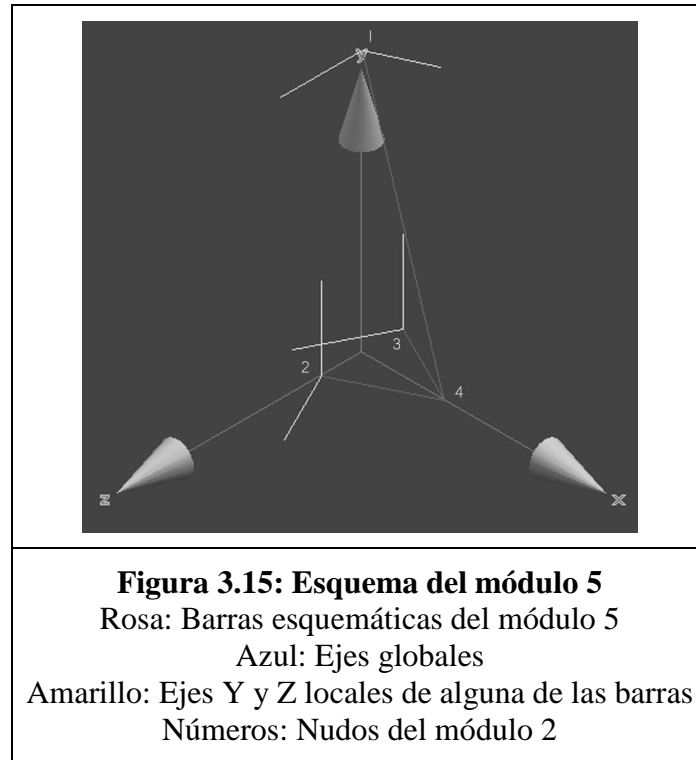 1
Y
3
2
4
Z
X
Figura 3.15: Esquema del módulo 5
Rosa: Barras esquemáticas del módulo 5
Azul: Ejes globales
Amarillo: Ejes Y y Z locales de alguna de las barras
Números: Nudos del módulo 2